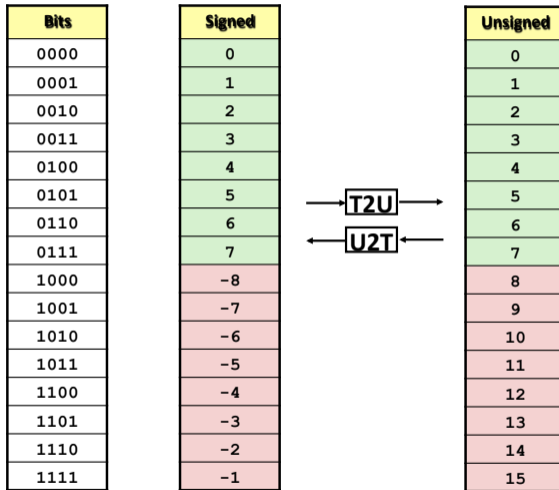 Bits Signed Unsigned
0000 0 0
0001 1 1
0010 2 2
0011 3 3
0100 4 4
0101 5 5
T2U
0110 6 6
U2T
0111 7 7
1000 -8 8
1001 -7 9
1010 -6 10
1011 -5 11
1100 -4 12
1101 -3 13
1110 -2 14
1111 -1 15